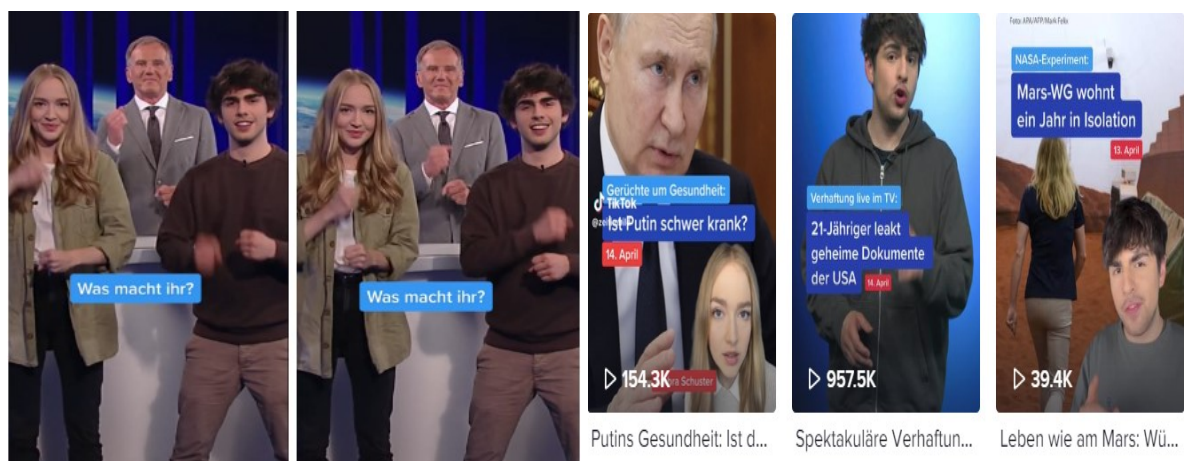 Was macht ihr?
Was macht ihr?
Gerüchte um Gesundheit:
TikTok
Ist Putin schwer krank?
14. April
154.3K
Schuster
Putins Gesundheit: Ist d...
Verhaftung live im TV:
21-Jähriger leakt
geheime Dokumente
der USA
14. April
957.5K
Spektakuläre Verhaftun...
Foto: APA/AFP/Mark Felix
NASA-Experiment:
Mars-WG wohnt
ein Jahr in Isolation
13. April
39.4K
Leben wie am Mars: Wü...